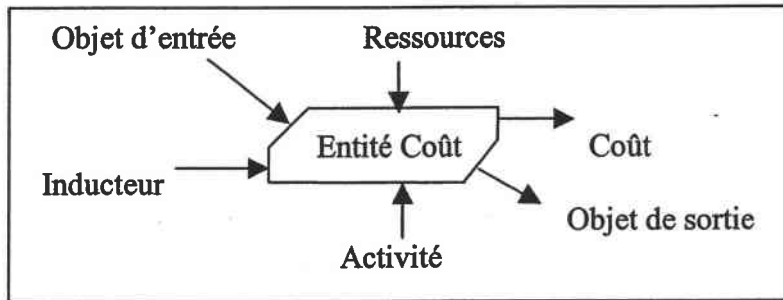 Objet d'entrée
Ressources
Entité Coût
Coût
Inducteur
Objet de sortie
Activité